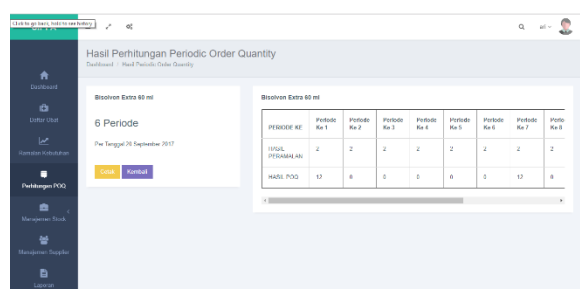 Click to go back, hold to see history
Hasil Perhitungan Periodic Order Quantity
Dashboard / Hasil Periodic Order Quantity
Dashboard
Daftar Obat
Ramalan Kebutuhan
Perhitungan POQ
Manajemen Stock
Manajemen Supplier
Laporan
Bisolvon Extra 60 ml
6 Periode
Per Tanggal 20 September 2017
Cetak Kembali
Bisolvon Extra 60 ml
PERIODE KE Periode Ke 1 Periode Ke 2 Periode Ke 3 Periode Ke 4 Periode Ke 5 Periode Ke 6 Periode Ke 7 Perio Ke 8
HASIL PERAMALAN 2 2 2 2 2 2 2 2
HASIL POQ 12 0 0 0 0 0 12 0